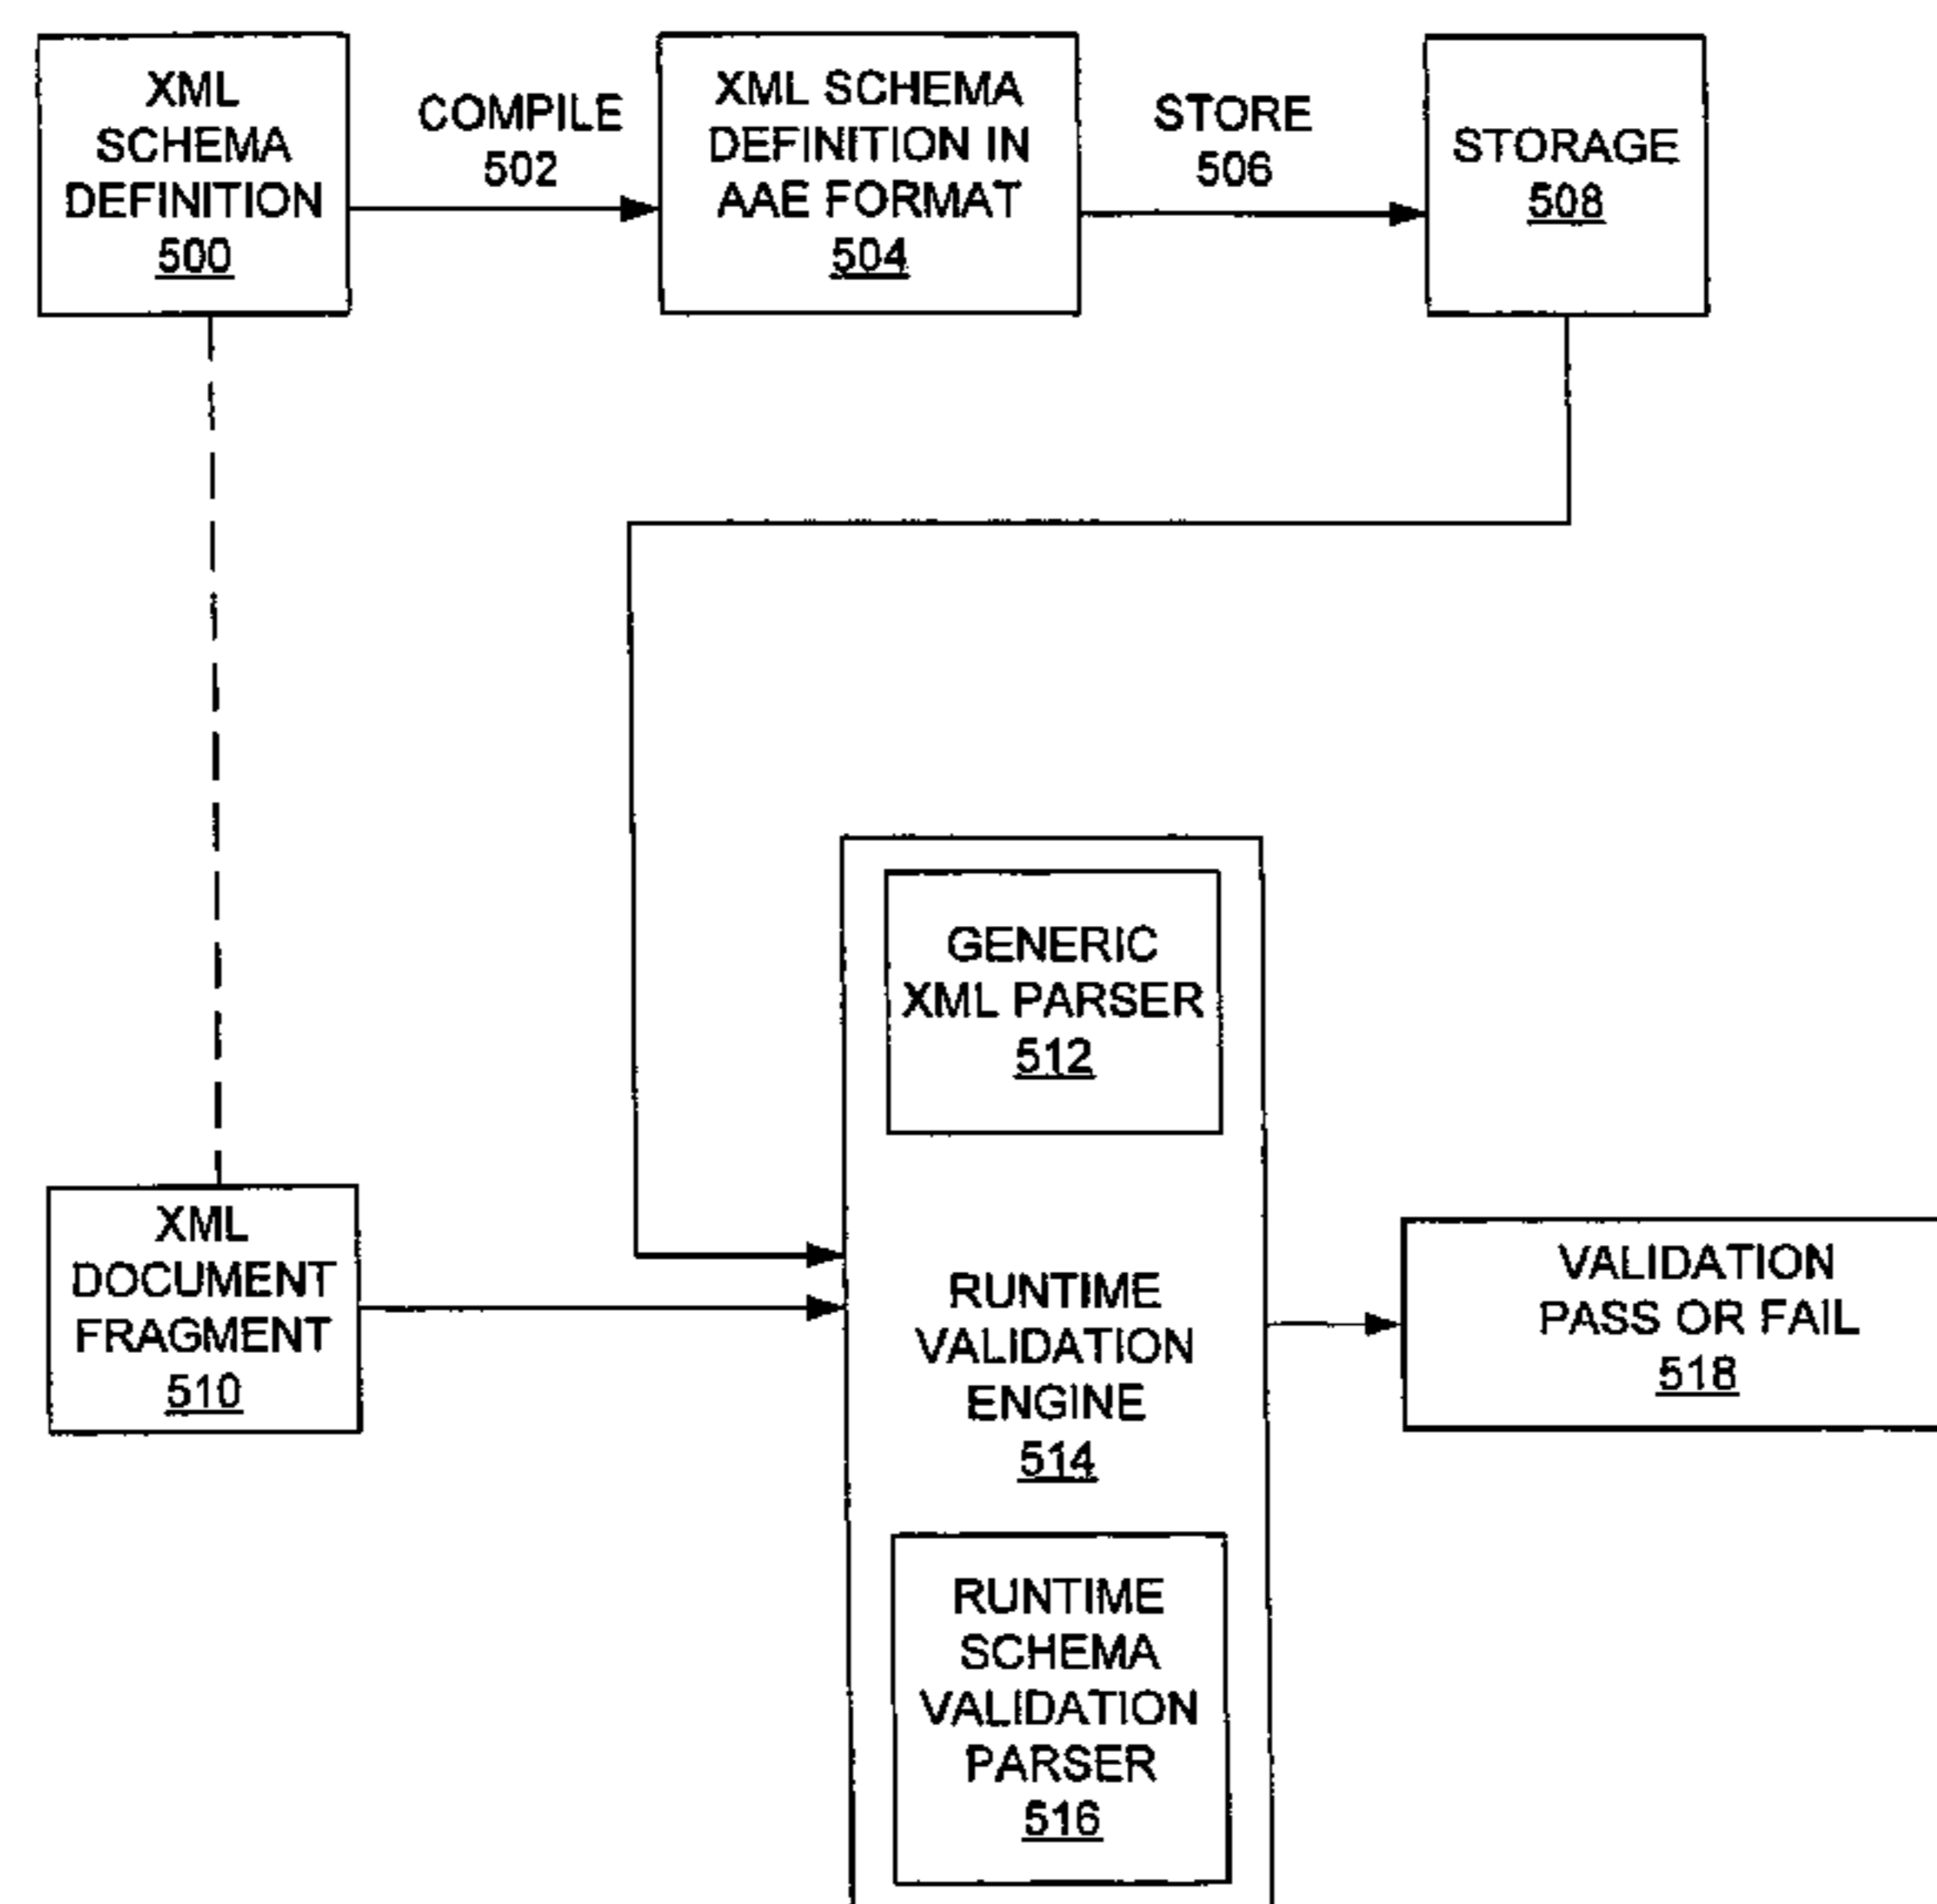 XML
SCHEMA
DEFINITION
500
COMPILE
502
XML SCHEMA
DEFINITION IN
AAE FORMAT
504
STORE
506
STORAGE
508
GENERIC
XML PARSER
512
XML
DOCUMENT
FRAGMENT
510
RUNTIME
VALIDATION
ENGINE
514
RUNTIME
SCHEMA
VALIDATION
PARSER
516
VALIDATION
PASS OR FAIL
518